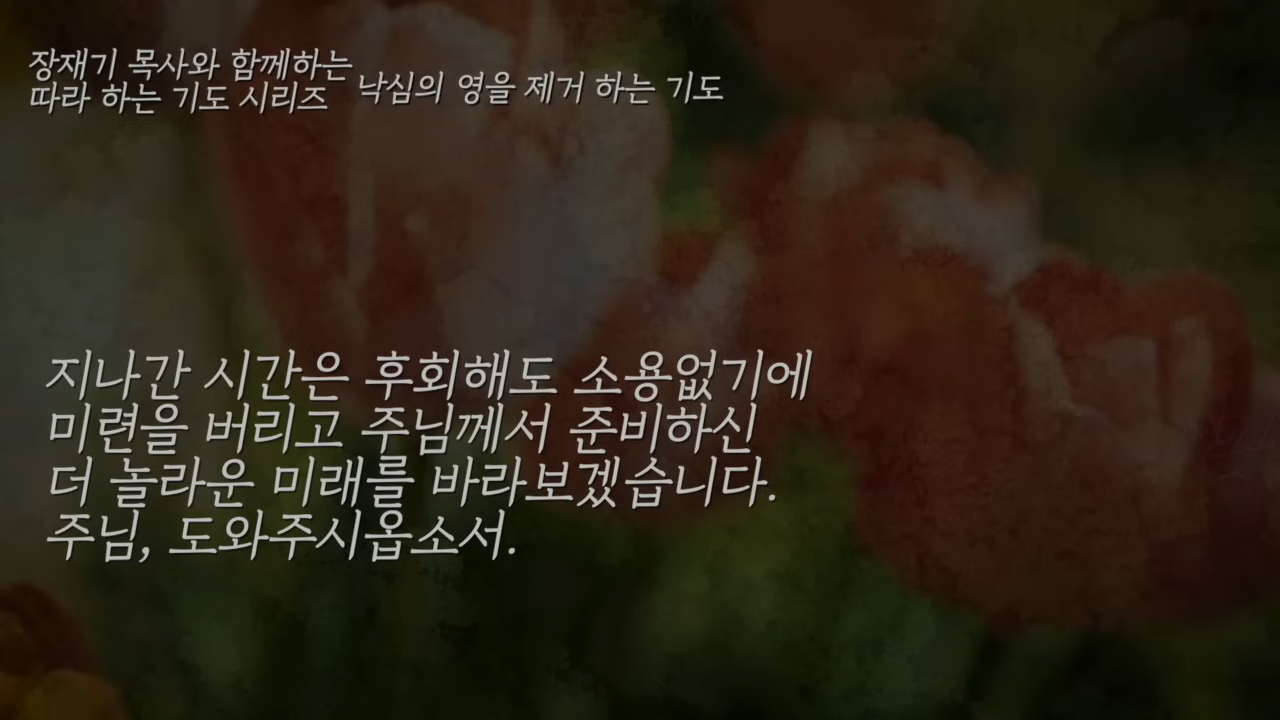 장재기 목사와 함께하는
따라 하는 기도 시리즈
낙심의 영을 제거 하는 기도
지나간 시간은 후회해도 소용없기에
미련을 버리고 주님께서 준비하신
더 놀라운 미래를 바라보겠습니다.
주님, 도와주시옵소서.